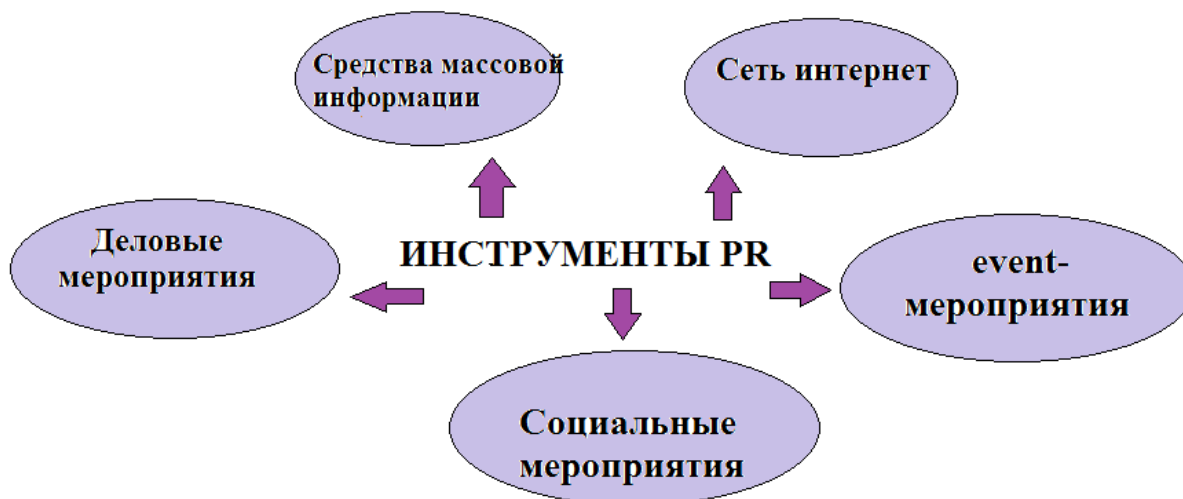 Средства массовой
информации
Сеть интернет
Деловые
мероприятия
ИНСТРУМЕНТЫ PR
event-
мероприятия
Социальные
мероприятия